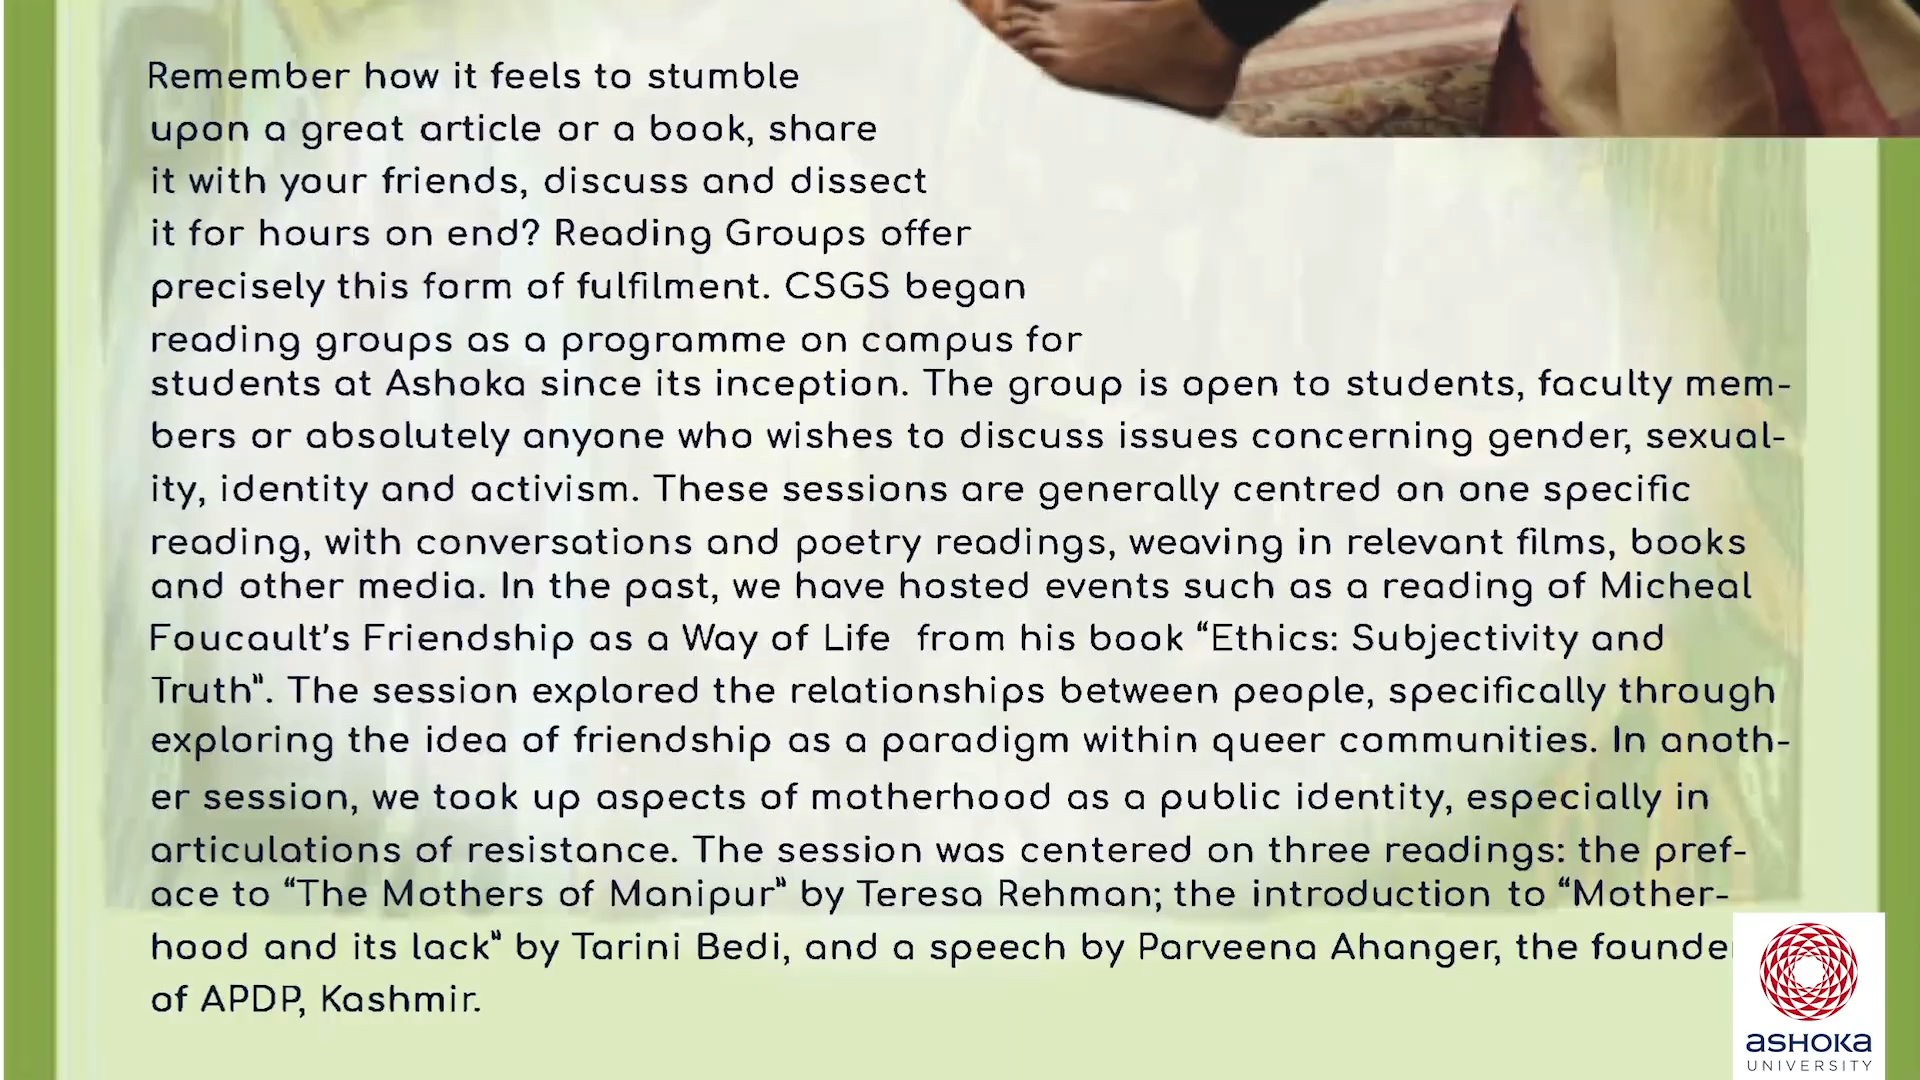 Remember how it feels to stumble
upon a great article or a book, share
it with your friends, discuss and dissect
it for hours on end? Reading Groups offer
precisely this form of fulfilment. CSGS began
reading groups as a programme on campus for
students at Ashoka since its inception. The group is open to students, faculty mem-
bers or absolutely anyone who wishes to discuss issues concerning gender, sexual-
ity, identity and activism. These sessions are generally centred on one specific
reading, with conversations and poetry readings, weaving in relevant films, books
and other media. In the past, we have hosted events such as a reading of Micheal
Foucault's Friendship as a Way of Life from his book “Ethics: Subjectivity and
Truth”. The session explored the relationships between people, specifically through
exploring the idea of friendship as a paradigm within queer communities. In anoth-
er session, we took up aspects of motherhood as a public identity, especially in
articulations of resistance. The session was centered on three readings: the pref-
ace to “The Mothers of Manipur” by Teresa Rehman; the introduction to “Mother-
hood and its lack” by Tarini Bedi, and a speech by Parveena Ahanger, the founde
of APDP, Kashmir.
ASHOKA
UNIVERSITY